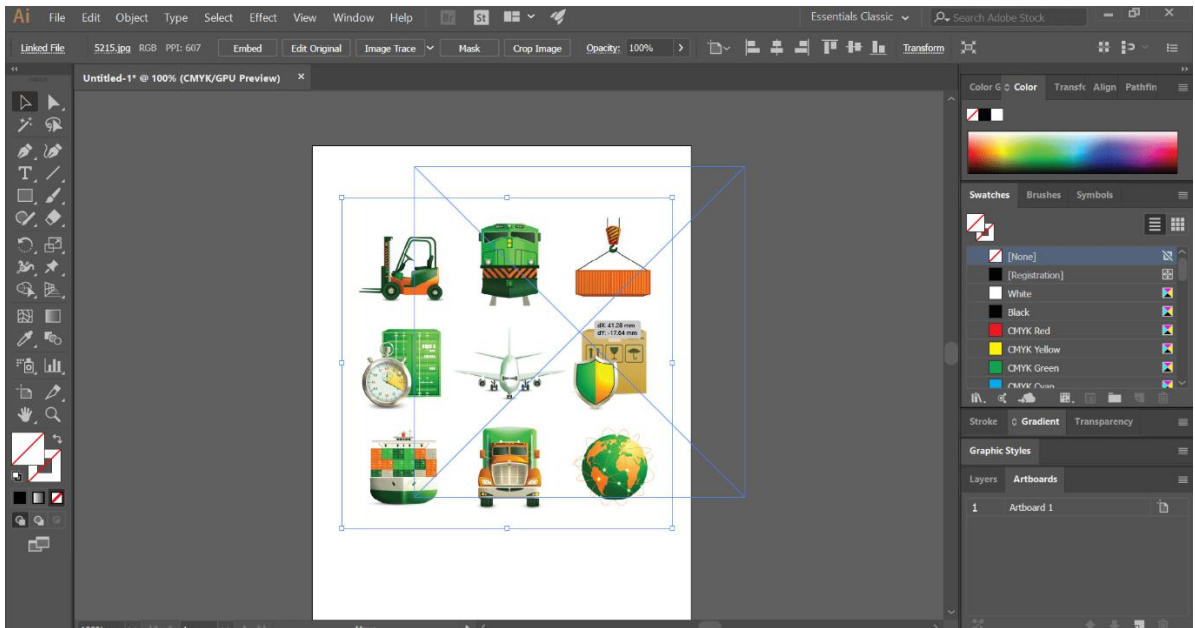 Ai File Edit Object Type Select Effect View Window Help Br St Essentials Classic Search Adobe Stock
Linked File 5215.jpg RGB PPI: 607 Embed Edit Original Image Trace Mask Crop Image Opacity: 100% Transform
Untitled-1* @ 100% (CMYK/GPU Preview) ×
Color G Color Transfc Align Pathfin
Swatches Brushes Symbols
[None]
[Registration]
White
Black
CMYK Red
CMYK Yellow
CMYK Green
CMYK Cyan
dX: 41.28 mm
dY: -17.64 mm
Stroke Gradient Transparency
Graphic Styles
Layers Artboards
1 Artboard 1